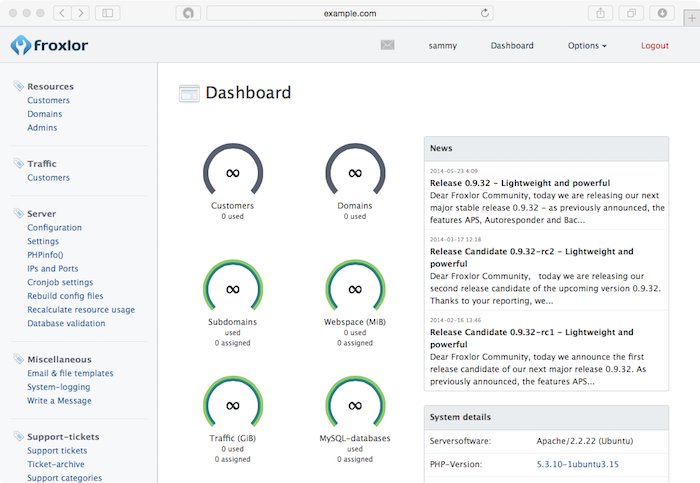 example.com
froxlor
sammy
Dashboard
Options
Logout
Resources
Customers
Domains
Admins
Traffic
Customers
Server
Configuration
Settings
PHPinfo()
IPs and Ports
Cronjob settings
Rebuild config files
Recalculate resource usage
Database validation
Miscellaneous
Email & file templates
System-logging
Write a Message
Support-tickets
Support tickets
Ticket-archive
Support categories
Dashboard
∞
Customers
0 used
∞
Domains
0 used
∞
Subdomains
used
0 assigned
∞
Webspace (MiB)
0 used
0 assigned
∞
Traffic (GiB)
0 used
0 assigned
∞
MySQL-databases
used
0 assigned
News
2014-05-23 4:09
Release 0.9.32 - Lightweight and powerful
Dear Froxlor Community, today we are releasing our next
major stable release 0.9.32 - as previously announced, the
features APS, Autoresponder and Bac...
2014-03-17 12:18
Release Candidate 0.9.32-rc2 - Lightweight and
powerful
Dear Froxlor Community, today we are releasing our
second release candidate of the upcoming version 0.9.32.
Thanks to your reporting, we...
2014-02-16 13:46
Release Candidate 0.9.32-rc1 - Lightweight and
powerful
Dear Froxlor Community, today we announce the first
release candidate of our next major release 0.9.32. As
previously announced, the features APS...
System details
Serversoftware: Apache/2.2.22 (Ubuntu)
PHP-Version: 5.3.10-1ubuntu3.15